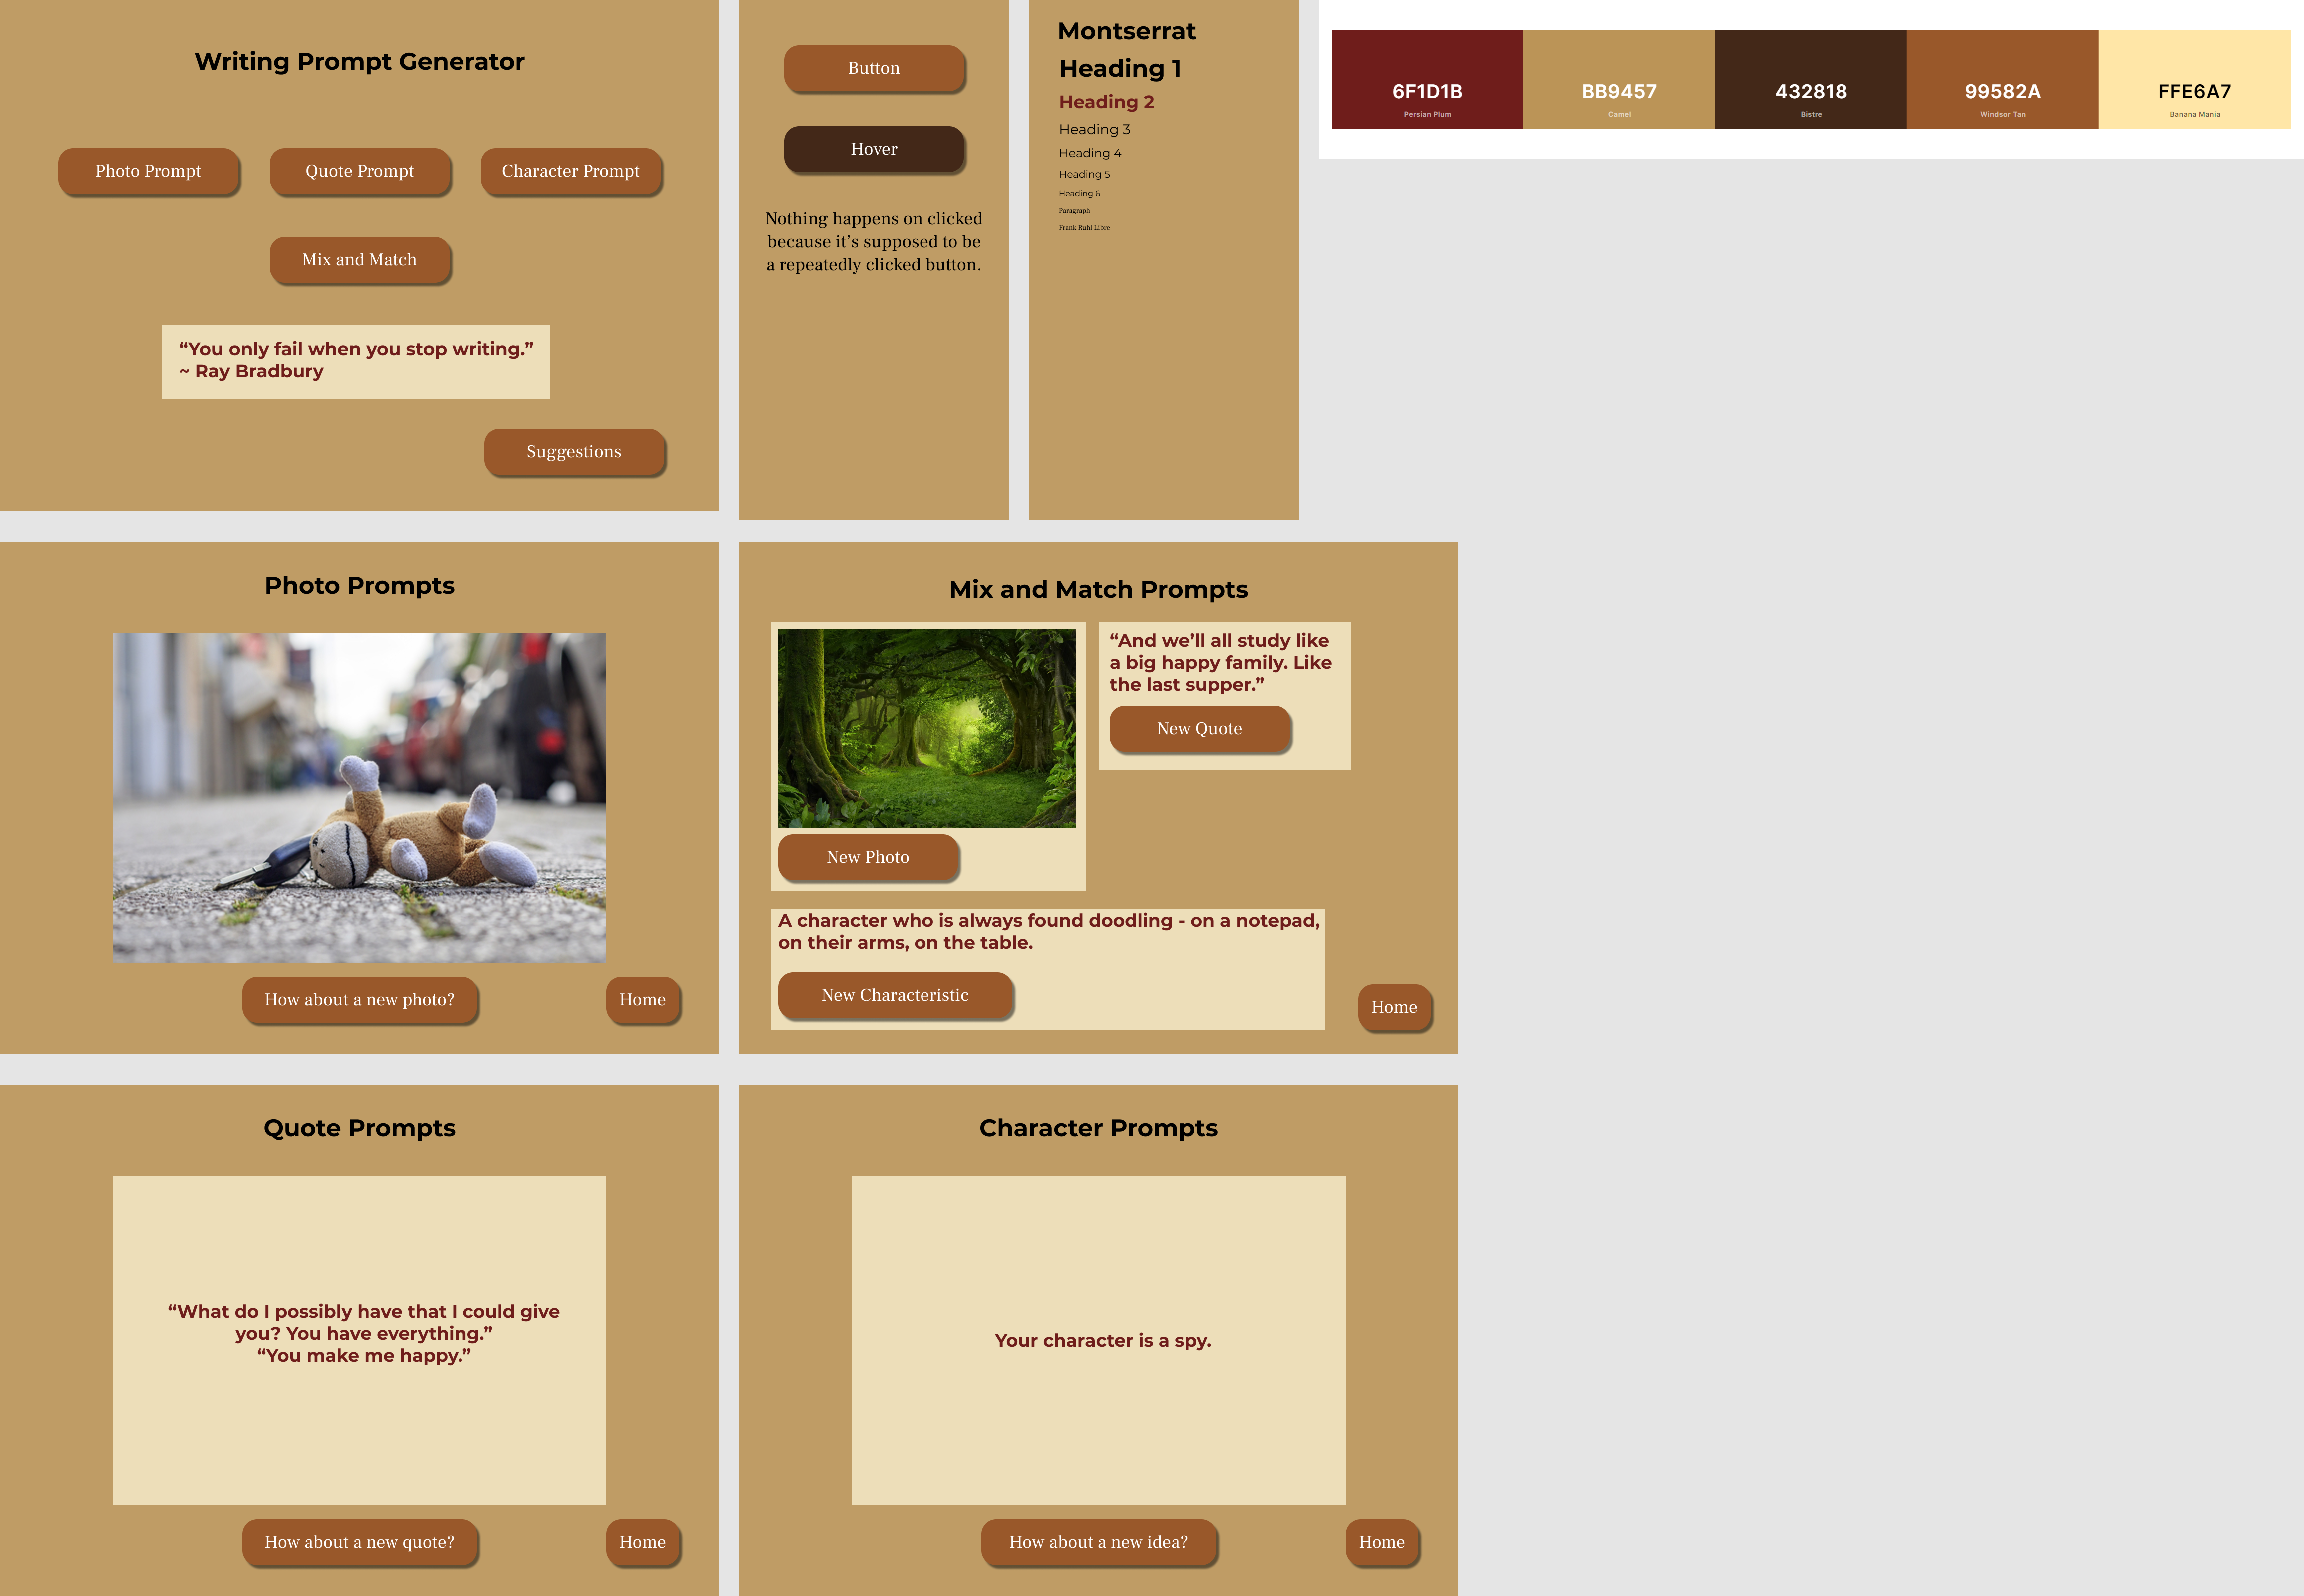 Writing Prompt Generator
Photo Prompt
Quote Prompt
Character Prompt
Mix and Match
“You only fail when you stop writing.”
~ Ray Bradbury
Suggestions
Button
Hover
Nothing happens on clicked
because it’s supposed to be
a repeatedly clicked button.
Montserrat
Heading 1
Heading 2
Heading 3
Heading 4
Heading 5
Heading 6
Paragraph
Frank Ruhl Libre
6F1D1B
Persian Plum
BB9457
Camel
432818
Bistre
99582A
Windsor Tan
FFE6A7
Banana Mania
Photo Prompts
How about a new photo?
Home
Mix and Match Prompts
“And we’ll all study like
a big happy family. Like
the last supper.”
New Quote
New Photo
A character who is always found doodling - on a notepad,
on their arms, on the table.
New Characteristic
Home
Quote Prompts
“What do I possibly have that I could give
you? You have everything.”
“You make me happy.”
How about a new quote?
Home
Character Prompts
Your character is a spy.
How about a new idea?
Home